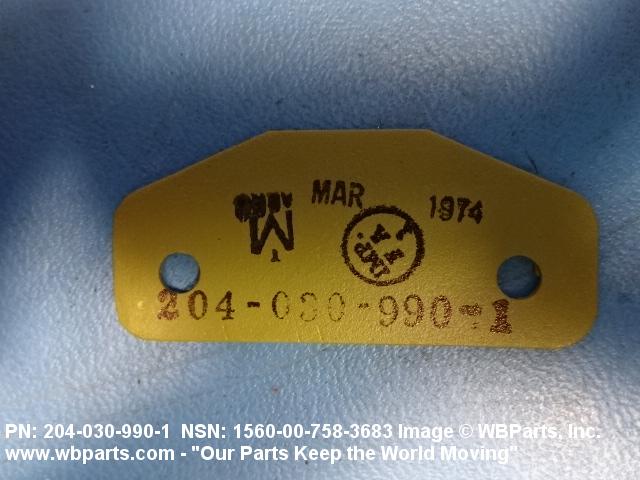 MAR 1974
M
204-030-990-1
PN: 204-030-990-1 NSN: 1560-00-758-3683 Image © WBParts, Inc.
www.wbparts.com - "Our Parts Keep the World Moving"